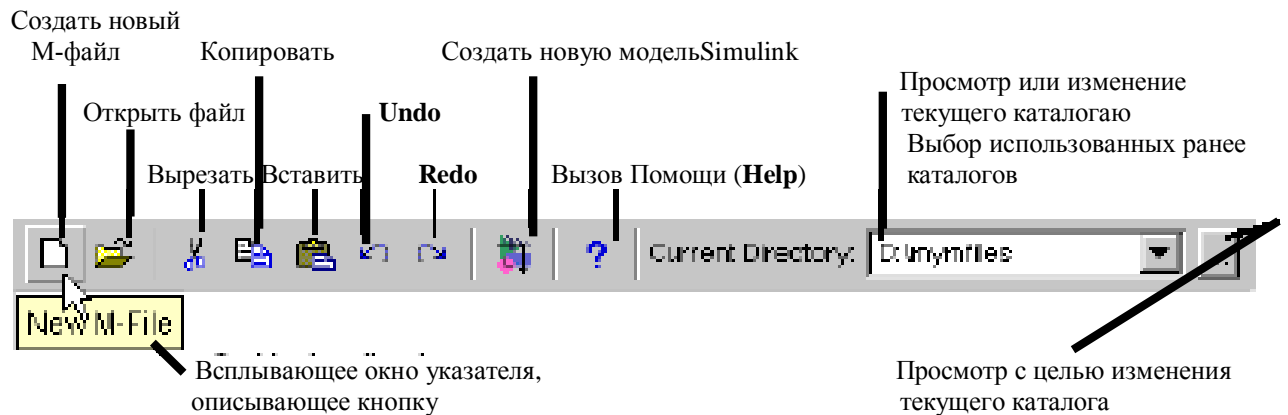 Создать новый
М-файл
Копировать
Создать новую модельSimulink
Просмотр или изменение
текущего каталогаю
Выбор использованных ранее
каталогов
Открыть файл
Undo
Вырезать Вставить
Redo
Вызов Помощи (Help)
? Current Directory: D:\mymfiles
New M-File
Всплывающее окно указателя,
описывающее кнопку
Просмотр с целью изменения
текущего каталога